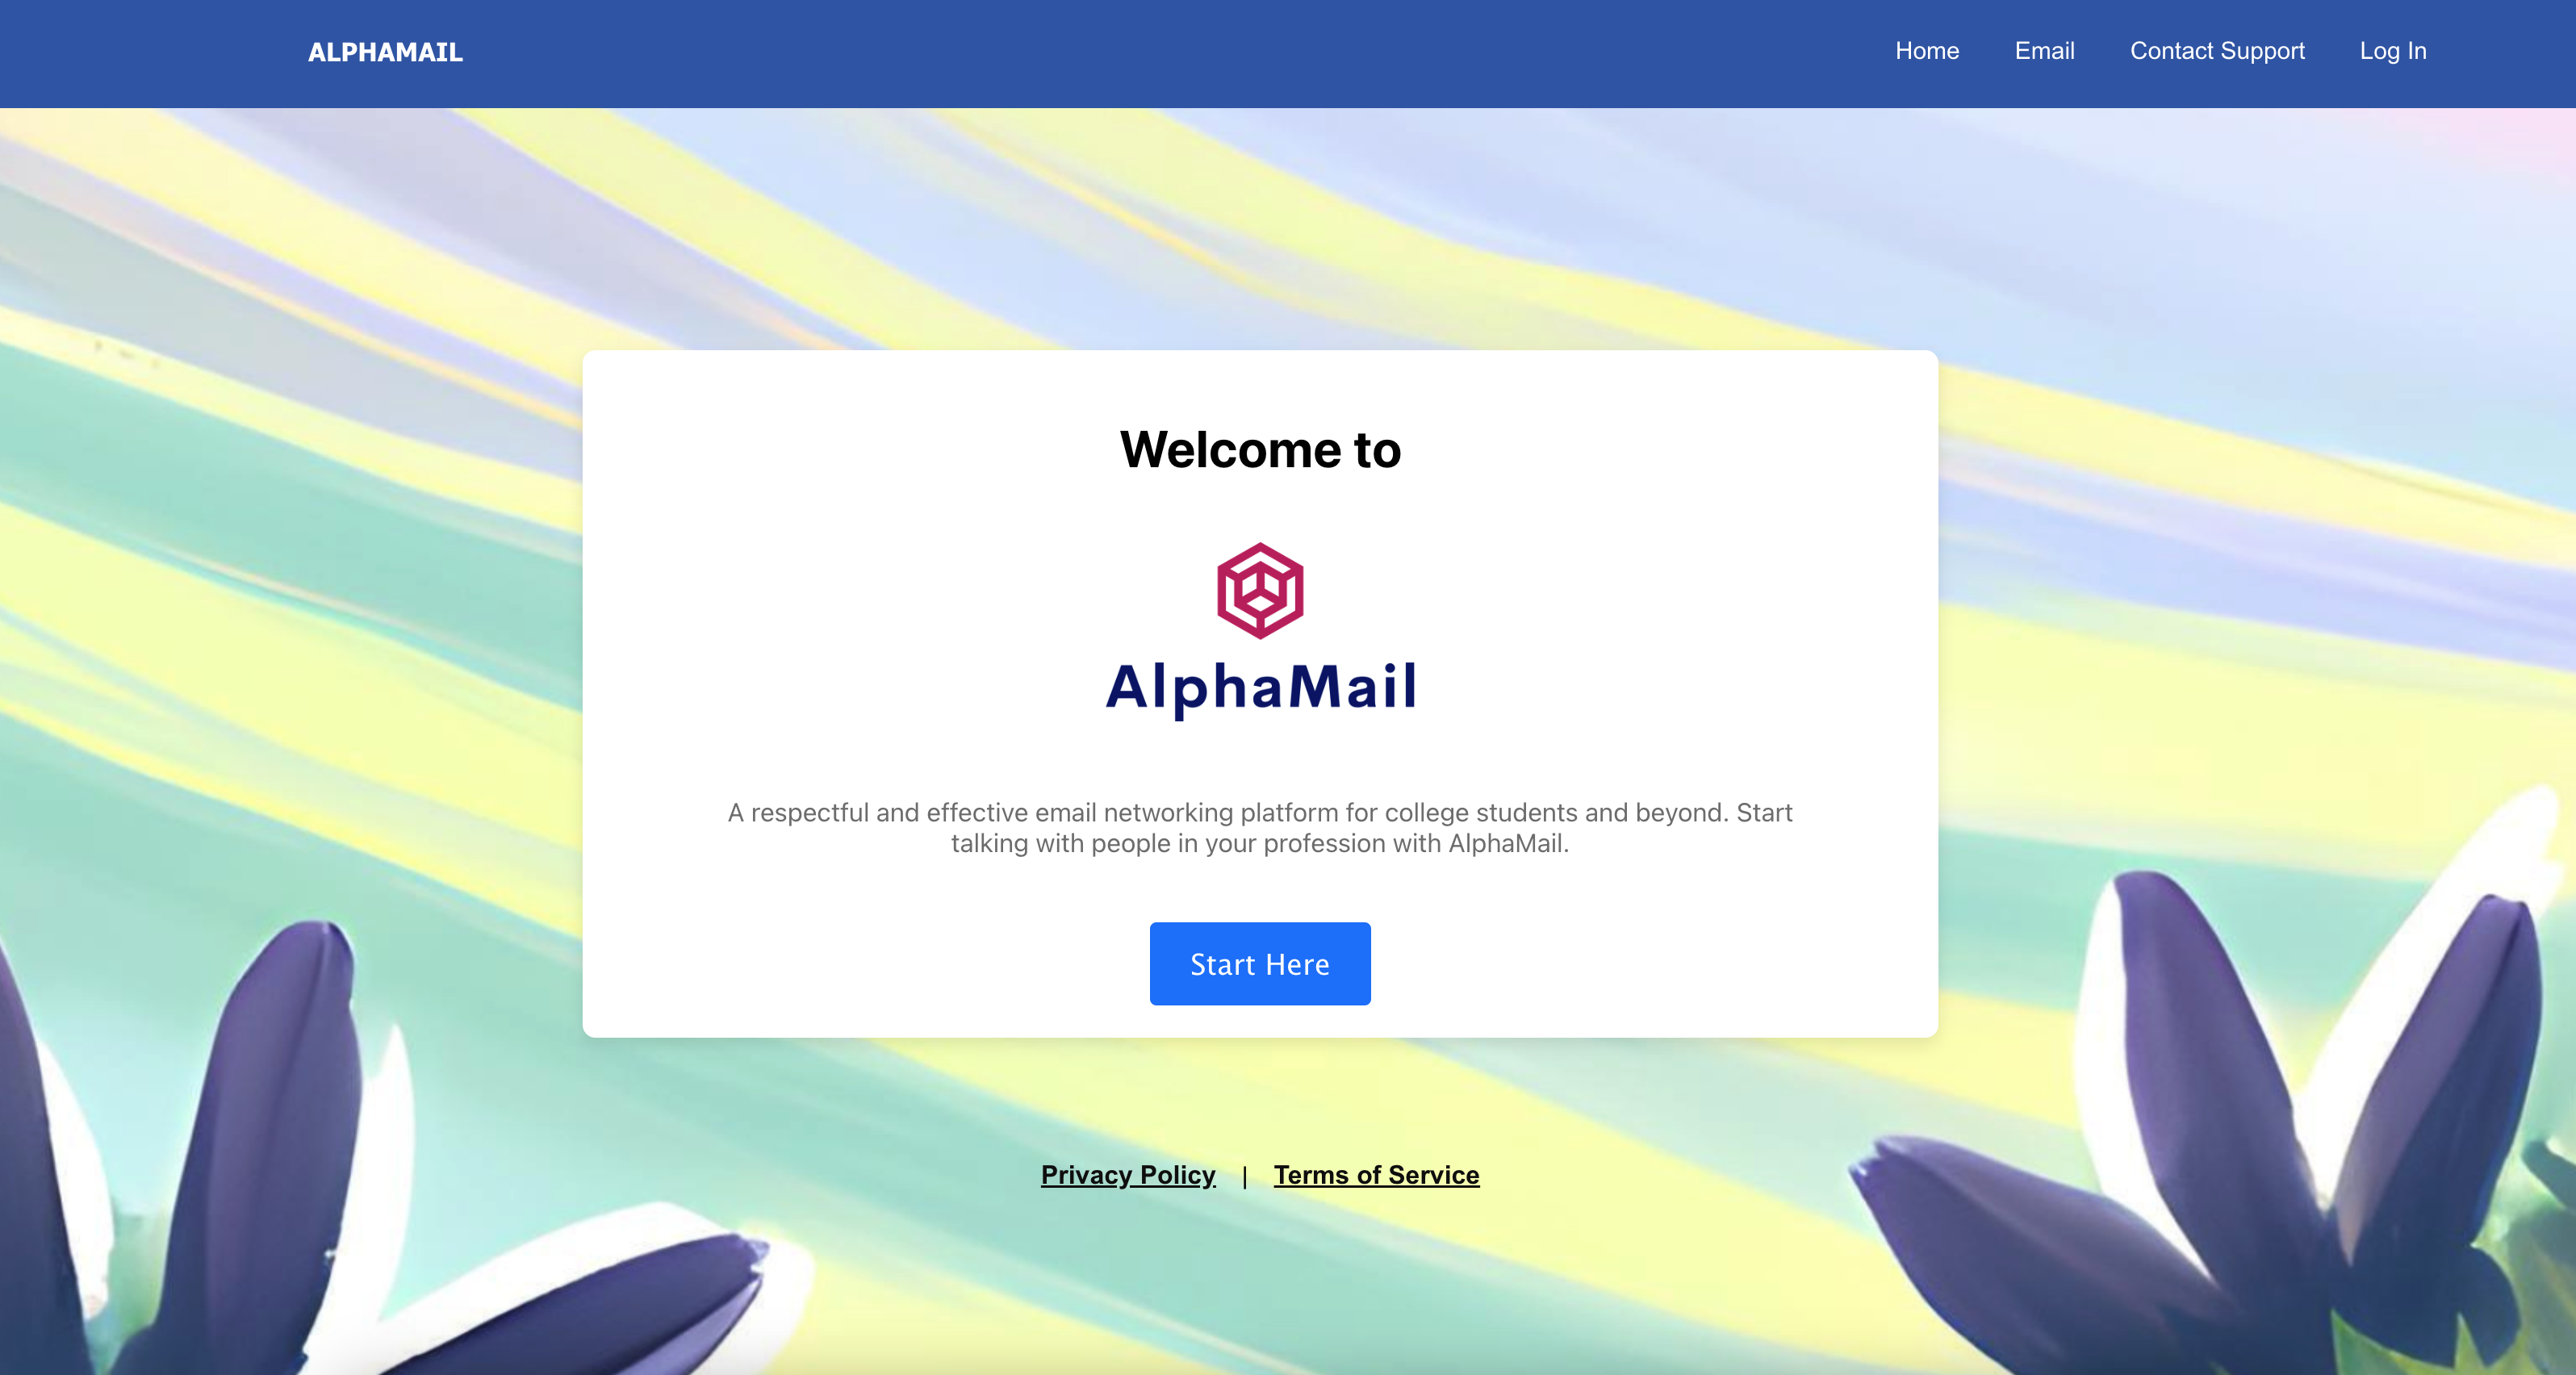 ALPHAMAIL
Home Email Contact Support Log In
Welcome to
AlphaMail
A respectful and effective email networking platform for college students and beyond. Start
talking with people in your profession with AlphaMail.
Start Here
Privacy Policy | Terms of Service